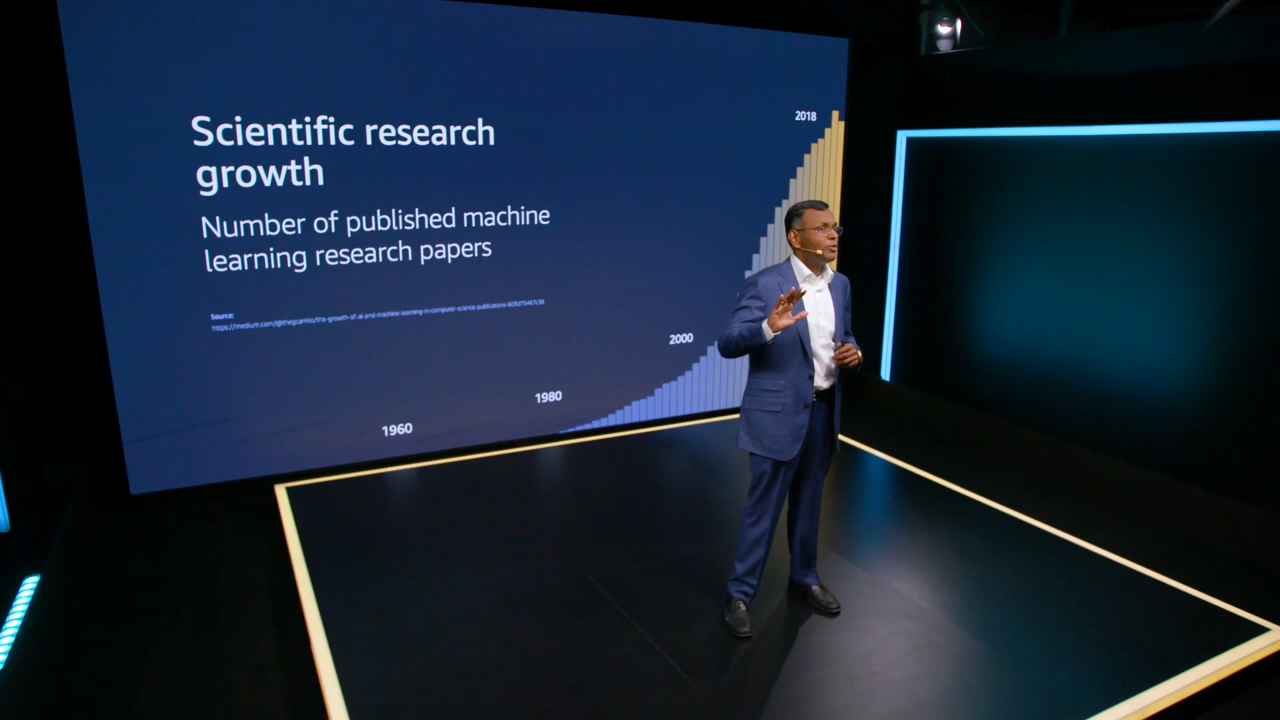 Scientific research
growth
Number of published machine
learning research papers
Source:
1960
1980
2000
2018